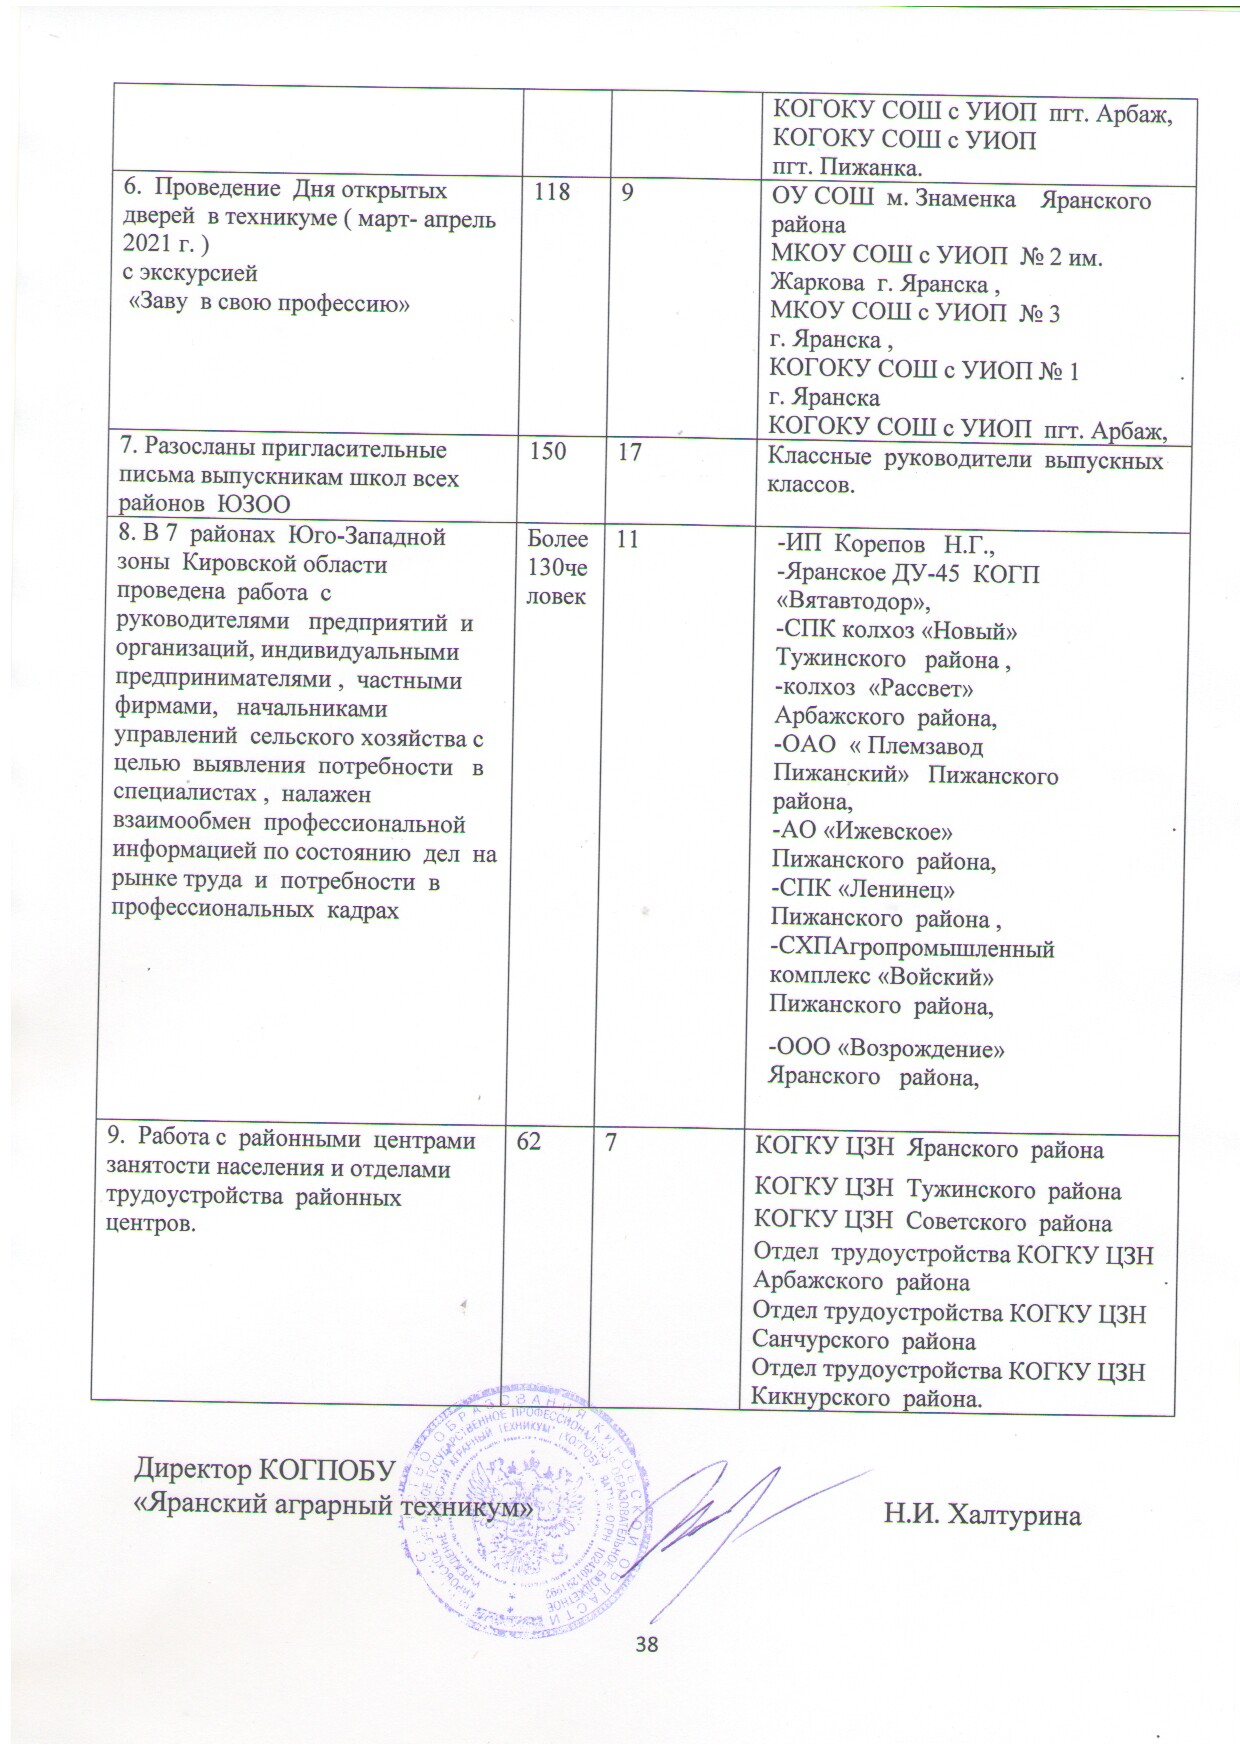 КОГОКУ СОШ с УИОП пгт. Арбаж,
КОГОКУ СОШ с УИОП
пгт. Пижанка.
6. Проведение Дня открытых
дверей в техникуме ( март- апрель
2021 г. )
с экскурсией
«Заву в свою профессию»
118
9
ОУ СОШ м. Знаменка Яранского
района
МКОУ СОШ с УИОП № 2 им.
Жаркова г. Яранска ,
МКОУ СОШ с УИОП № 3
г. Яранска ,
КОГОКУ СОШ с УИОП № 1
г. Яранска
КОГОКУ СОШ с УИОП пгт. Арбаж,
7. Разосланы пригласительные
письма выпускникам школ всех
районов ЮЗОО
150
17
Классные руководители выпускных
классов.
8. В 7 районах Юго-Западной
зоны Кировской области
проведена работа с
руководителями предприятий и
организаций, индивидуальными
предпринимателями , частными
фирмами, начальниками
управлений сельского хозяйства с
целью выявления потребности в
специалистах , налажен
взаимообмен профессиональной
информацией по состоянию дел на
рынке труда и потребности в
профессиональных кадрах
Более
130че
ловек
11
-ИП Корепов Н.Г.,
-Яранское ДУ-45 КОГП
«Вятавтодор»,
-СПК колхоз «Новый»
Тужинского района ,
-колхоз «Рассвет»
Арбажского района,
-ОАО « Племзавод
Пижанский» Пижанского
района,
-АО «Ижевское»
Пижанского района,
-СПК «Ленинец»
Пижанского района ,
-СХПАгропромышленный
комплекс «Войский»
Пижанского района,
-ООО «Возрождение»
Яранского района,
9. Работа с районными центрами
занятости населения и отделами
трудоустройства районных
центров.
62
7
КОГКУ ЦЗН Яранского района
КОГКУ ЦЗН Тужинского района
КОГКУ ЦЗН Советского района
Отдел трудоустройства КОГКУ ЦЗН
Арбажского района
Отдел трудоустройства КОГКУ ЦЗН
Санчурского района
Отдел трудоустройства КОГКУ ЦЗН
Кикнурского района.
Директор КОГПОБУ
«Яранский аграрный техникум»
Н.И. Халтурина
38